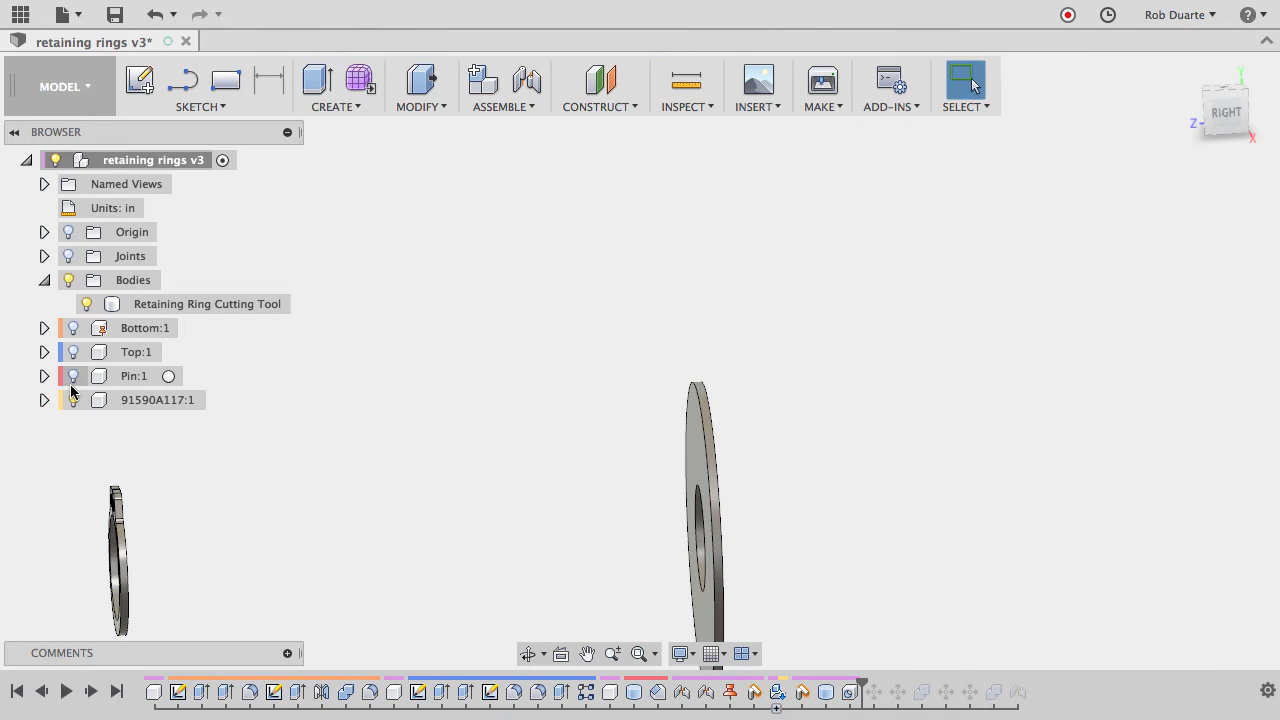 Rob Duarte
retaining rings v3*
MODEL
SKETCH
CREATE
MODIFY
ASSEMBLE
CONSTRUCT
INSPECT
INSERT
MAKE
ADD-INS
SELECT
Y
RIGHT
Z
X
BROWSER
retaining rings v3
Named Views
Units: in
Origin
Joints
Bodies
Retaining Ring Cutting Tool
Bottom:1
Top:1
Pin:1
91590A117:1
COMMENTS